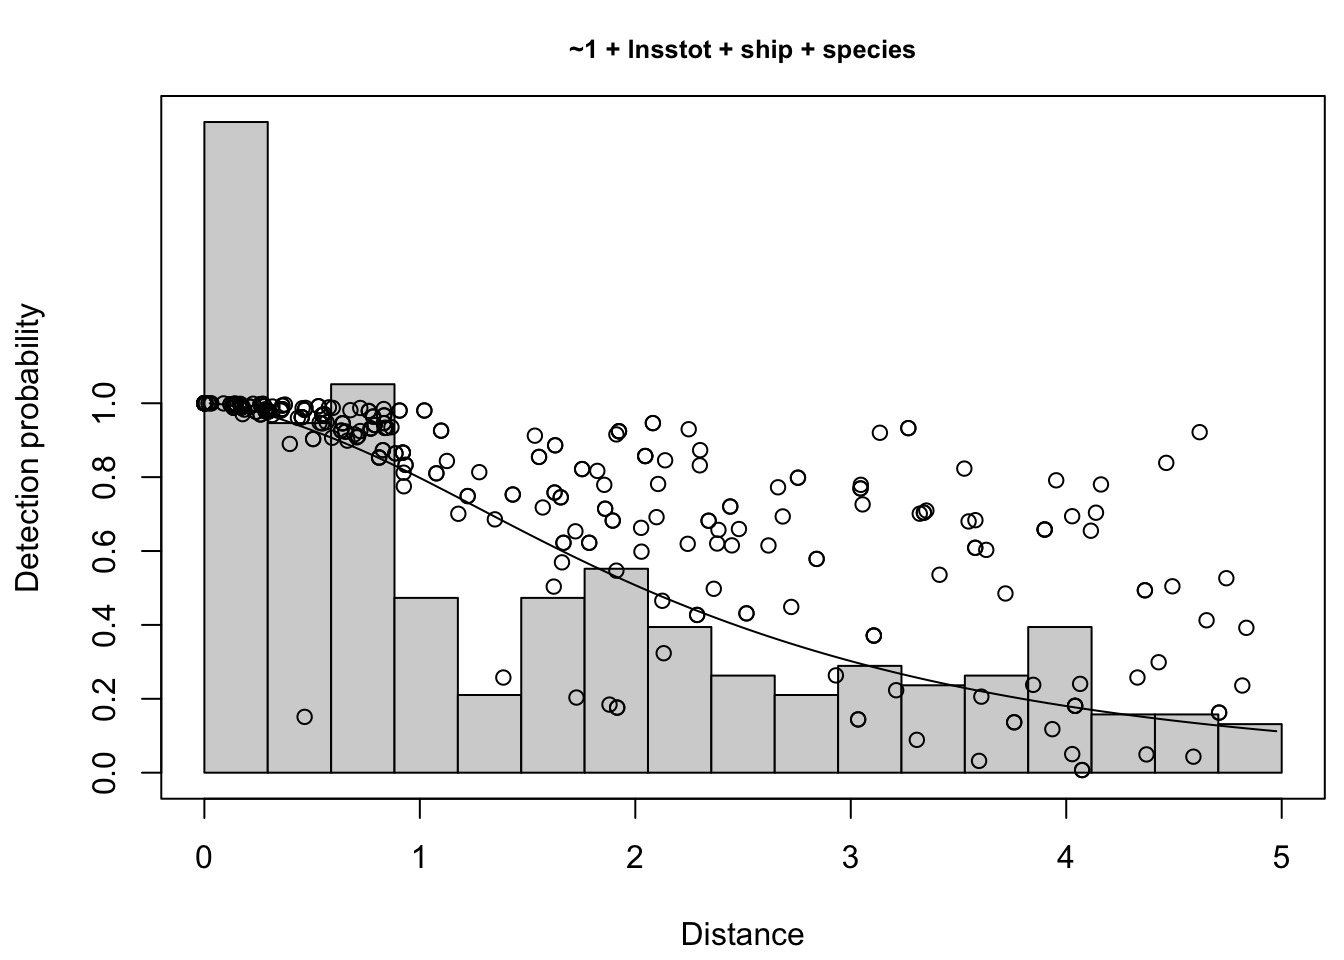 ~1 + lnsstot + ship + species
Detection probability
1.0
0.8
0.6
0.4
0.2
0.0
0 1 2 3 4 5
Distance